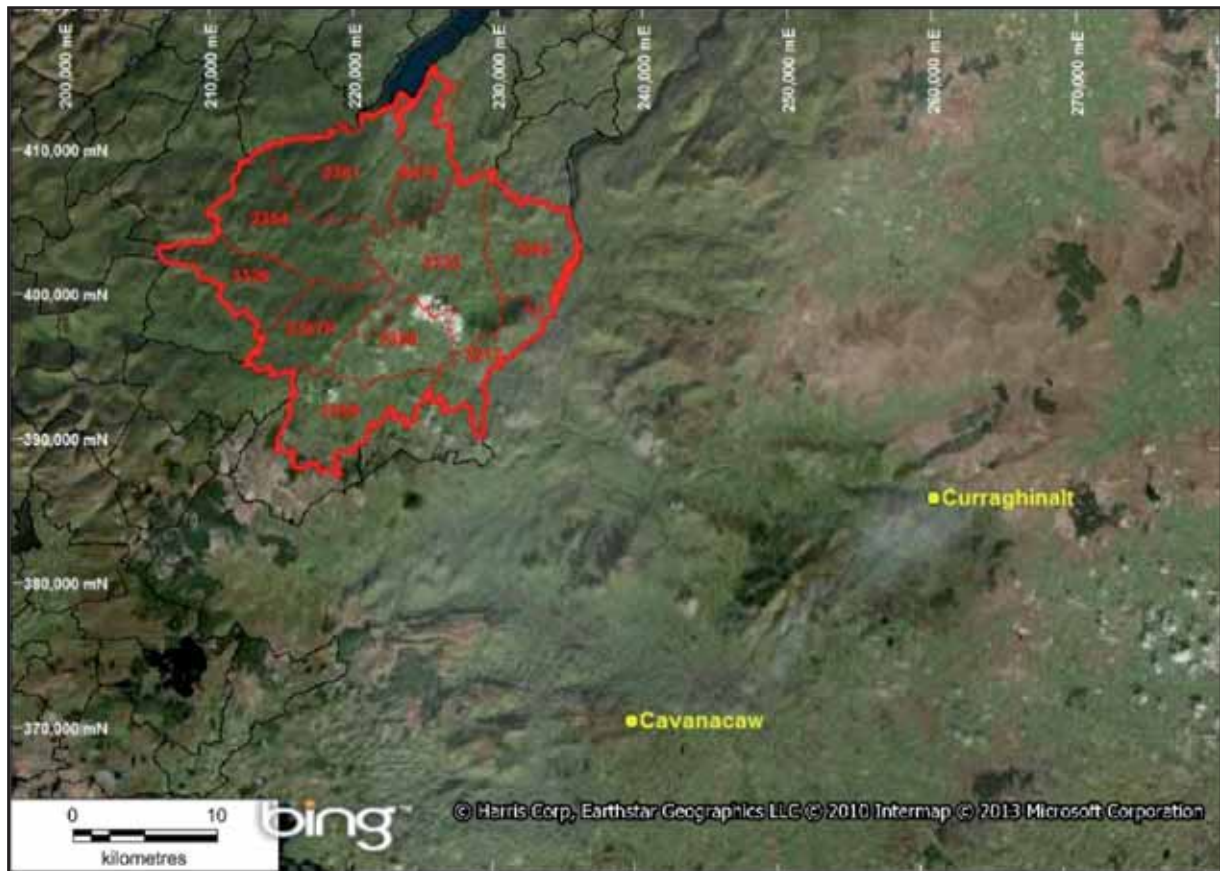 200,000 mE
210,000 mE
220,000 mE
230,000 mE
240,000 mE
250,000 mE
260,000 mE
270,000 mE
410,000 mN
400,000 mN
390,000 mN
380,000 mN
370,000 mN
2354
Curraghinalt
Cavanacaw
0 10
kilometres
bing
© Harris Corp, Earthstar Geographics LLC © 2010 Intermap © 2013 Microsoft Corporation